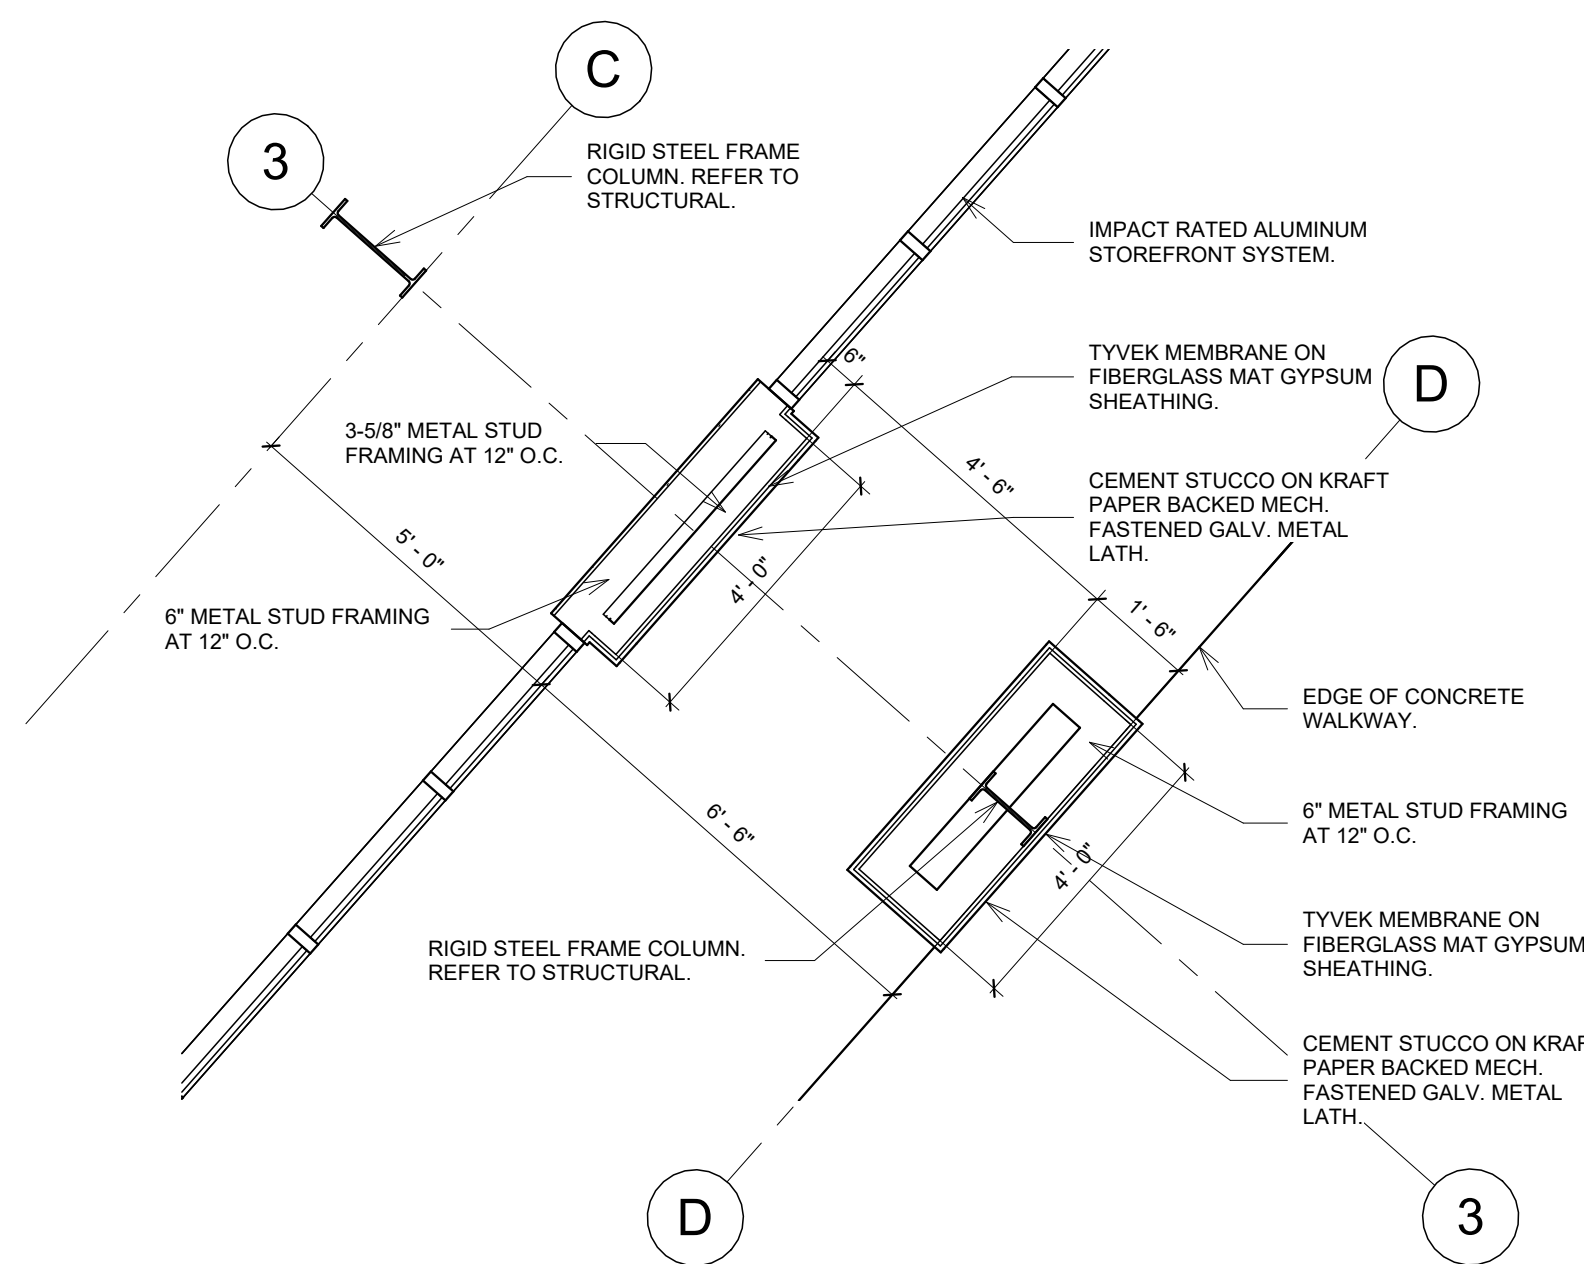 C
3
RIGID STEEL FRAME
COLUMN. REFER TO
STRUCTURAL.
IMPACT RATED ALUMINUM
STOREFRONT SYSTEM.
6"
TYVEK MEMBRANE ON
FIBERGLASS MAT GYPSUM
SHEATHING.
D
3-5/8" METAL STUD
FRAMING AT 12" O.C.
4' - 6"
CEMENT STUCCO ON KRAFT
PAPER BACKED MECH.
FASTENED GALV. METAL
LATH.
5' - 0"
4' - 0"
6" METAL STUD FRAMING
AT 12" O.C.
1' - 6"
EDGE OF CONCRETE
WALKWAY.
6' - 6"
6" METAL STUD FRAMING
AT 12" O.C.
4' - 0"
RIGID STEEL FRAME COLUMN.
REFER TO STRUCTURAL.
TYVEK MEMBRANE ON
FIBERGLASS MAT GYPSUM
SHEATHING.
CEMENT STUCCO ON KRAF
PAPER BACKED MECH.
FASTENED GALV. METAL
LATH.
D
3